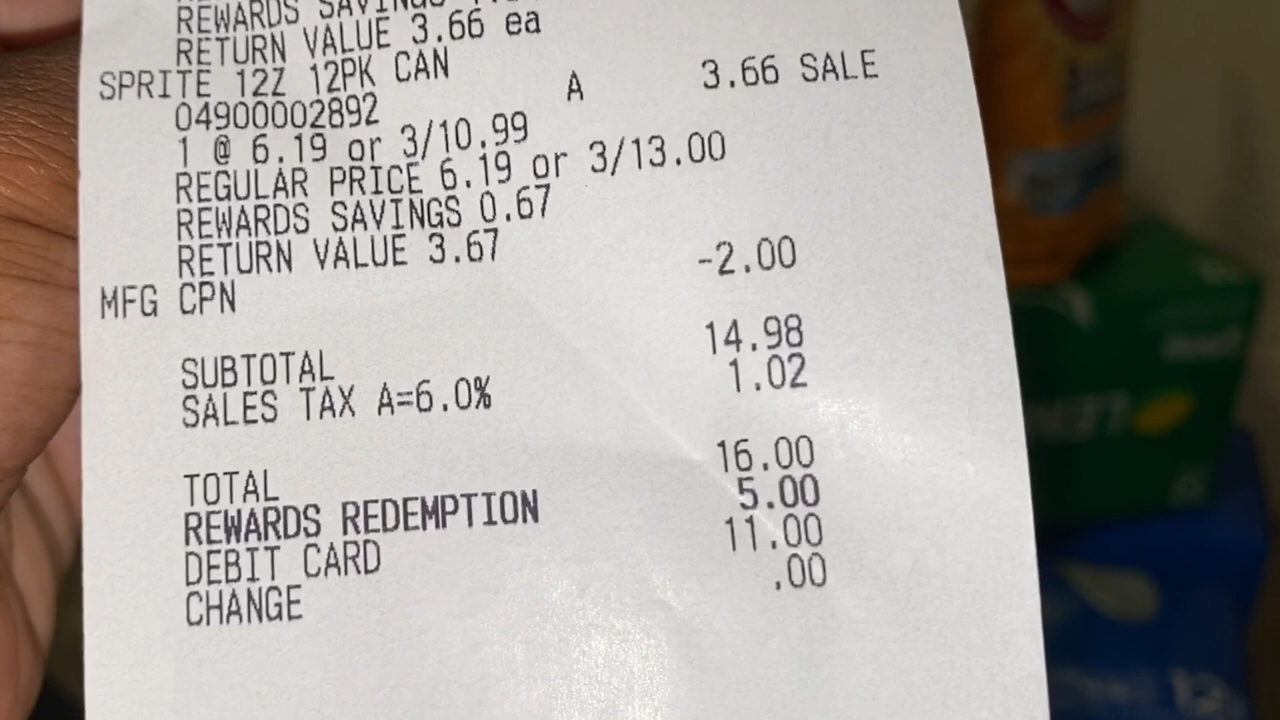 REWARDS SAVINGS
RETURN VALUE 3.66 ea
SPRITE 12Z 12PK CAN A 3.66 SALE
04900002892
1 @ 6.19 or 3/10.99
REGULAR PRICE 6.19 or 3/13.00
REWARDS SAVINGS 0.67
RETURN VALUE 3.67
MFG CPN -2.00
SUBTOTAL 14.98
SALES TAX A=6.0% 1.02
TOTAL 16.00
REWARDS REDEMPTION 5.00
DEBIT CARD 11.00
CHANGE .00